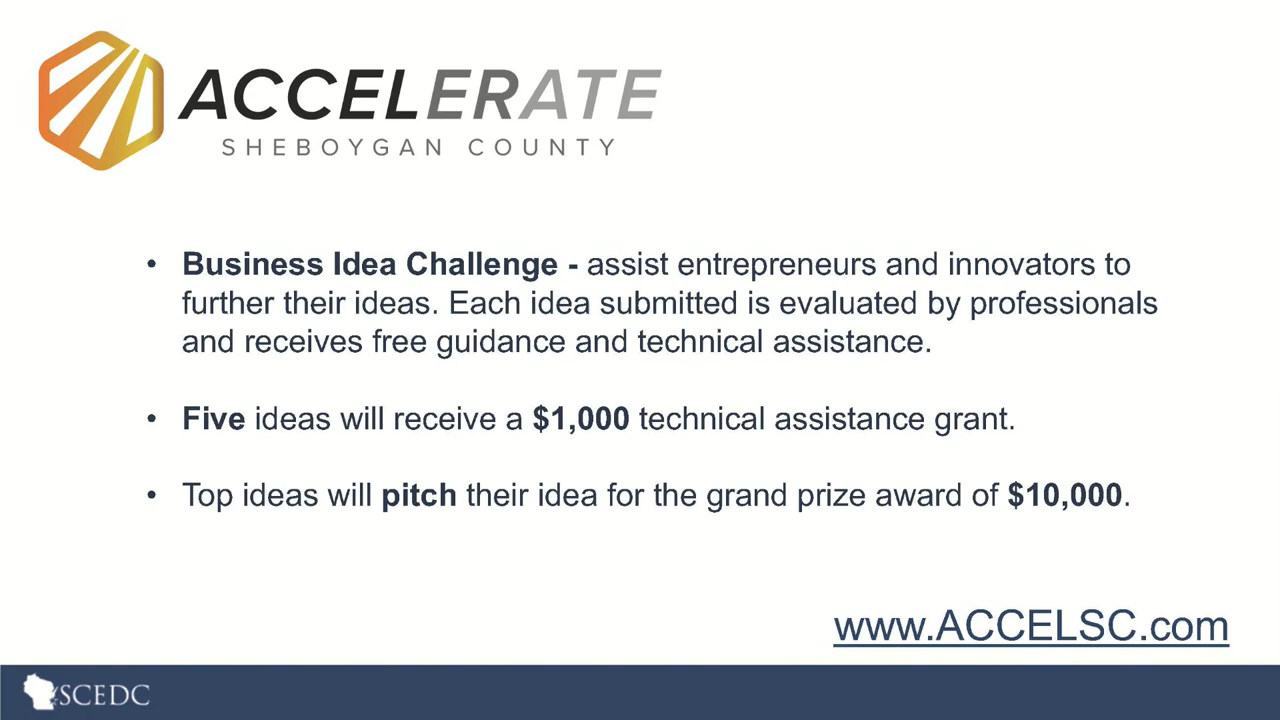 ACCELERATE
SHEBOYGAN COUNTY
• Business Idea Challenge - assist entrepreneurs and innovators to
further their ideas. Each idea submitted is evaluated by professionals
and receives free guidance and technical assistance.
• Five ideas will receive a $1,000 technical assistance grant.
• Top ideas will pitch their idea for the grand prize award of $10,000.
www.ACCELSC.com
SCEDC